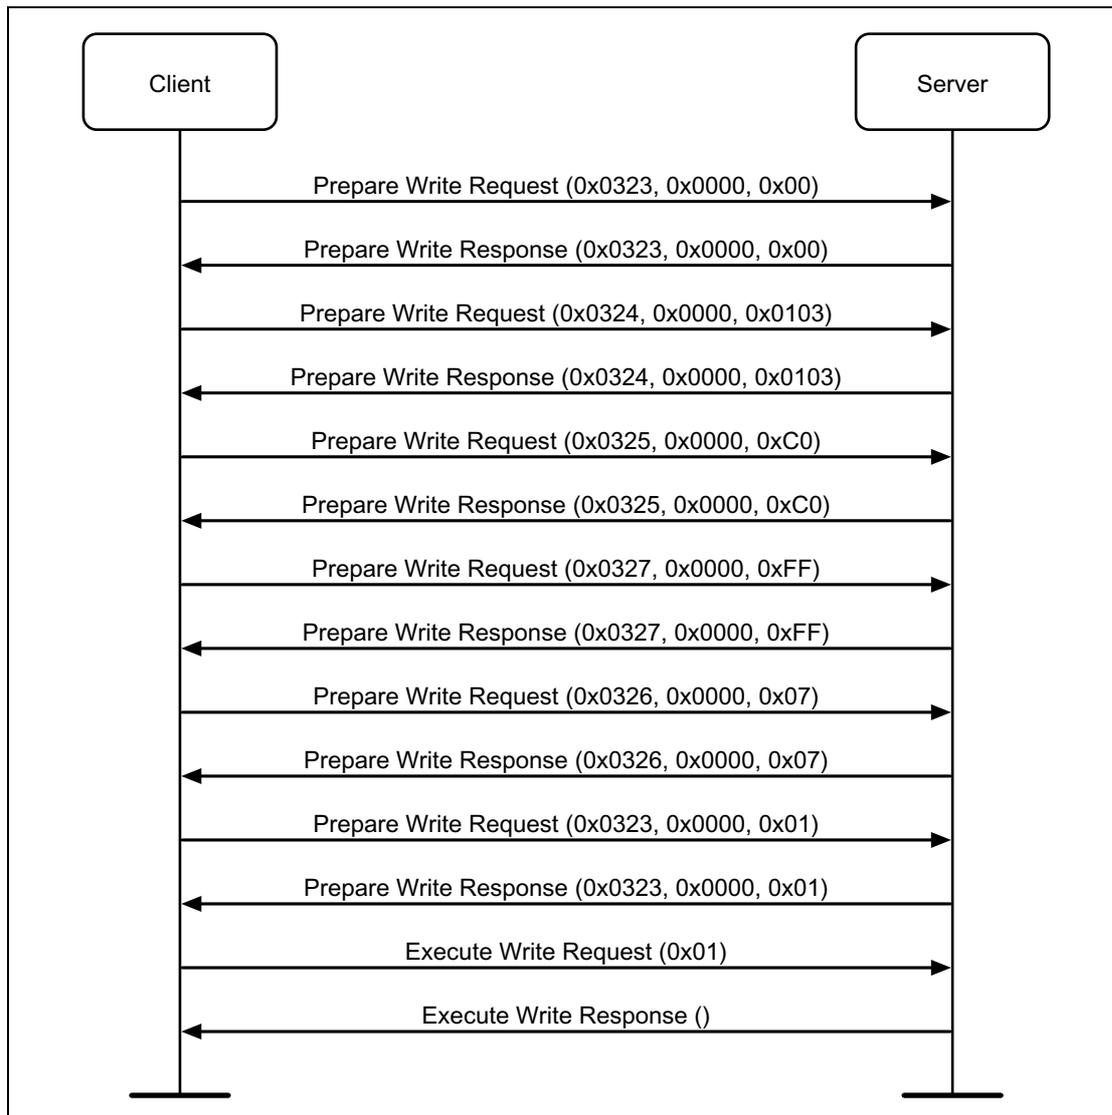 Client
Server
Prepare Write Request (0x0323, 0x0000, 0x00)
Prepare Write Response (0x0323, 0x0000, 0x00)
Prepare Write Request (0x0324, 0x0000, 0x0103)
Prepare Write Response (0x0324, 0x0000, 0x0103)
Prepare Write Request (0x0325, 0x0000, 0xC0)
Prepare Write Response (0x0325, 0x0000, 0xC0)
Prepare Write Request (0x0327, 0x0000, 0xFF)
Prepare Write Response (0x0327, 0x0000, 0xFF)
Prepare Write Request (0x0326, 0x0000, 0x07)
Prepare Write Response (0x0326, 0x0000, 0x07)
Prepare Write Request (0x0323, 0x0000, 0x01)
Prepare Write Response (0x0323, 0x0000, 0x01)
Execute Write Request (0x01)
Execute Write Response ()